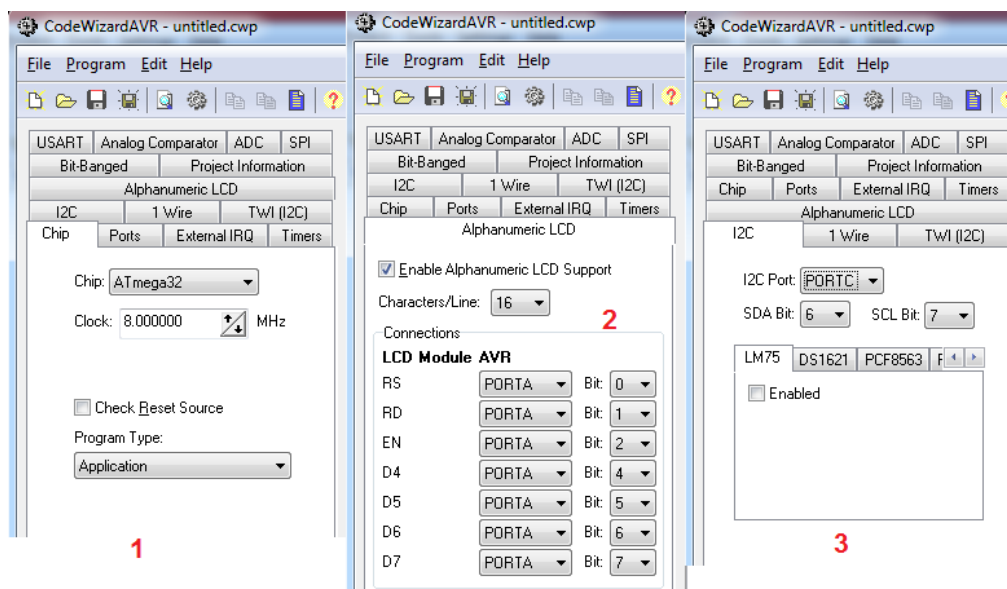 CodeWizardAVR - untitled.cwp
File Program Edit Help
USART Analog Comparator ADC SPI
Bit-Banged Project Information
Alphanumeric LCD
I2C 1 Wire TWI (I2C)
Chip Ports External IRQ Timers
Chip: ATmega32
Clock: 8.000000 MHz
Check Reset Source
Program Type:
Application
1
CodeWizardAVR - untitled.cwp
File Program Edit Help
USART Analog Comparator ADC SPI
Bit-Banged Project Information
I2C 1 Wire TWI (I2C)
Chip Ports External IRQ Timers
Alphanumeric LCD
Enable Alphanumeric LCD Support
Characters/Line: 16
2
Connections
LCD Module AVR
RS PORTA Bit: 0
RD PORTA Bit: 1
EN PORTA Bit: 2
D4 PORTA Bit: 4
D5 PORTA Bit: 5
D6 PORTA Bit: 6
D7 PORTA Bit: 7
CodeWizardAVR - untitled.cwp
File Program Edit Help
USART Analog Comparator ADC SPI
Bit-Banged Project Information
Chip Ports External IRQ Timers
Alphanumeric LCD
I2C 1 Wire TWI (I2C)
I2C Port: PORTC
SDA Bit: 6 SCL Bit: 7
LM75 DS1621 PCF8563
Enabled
3